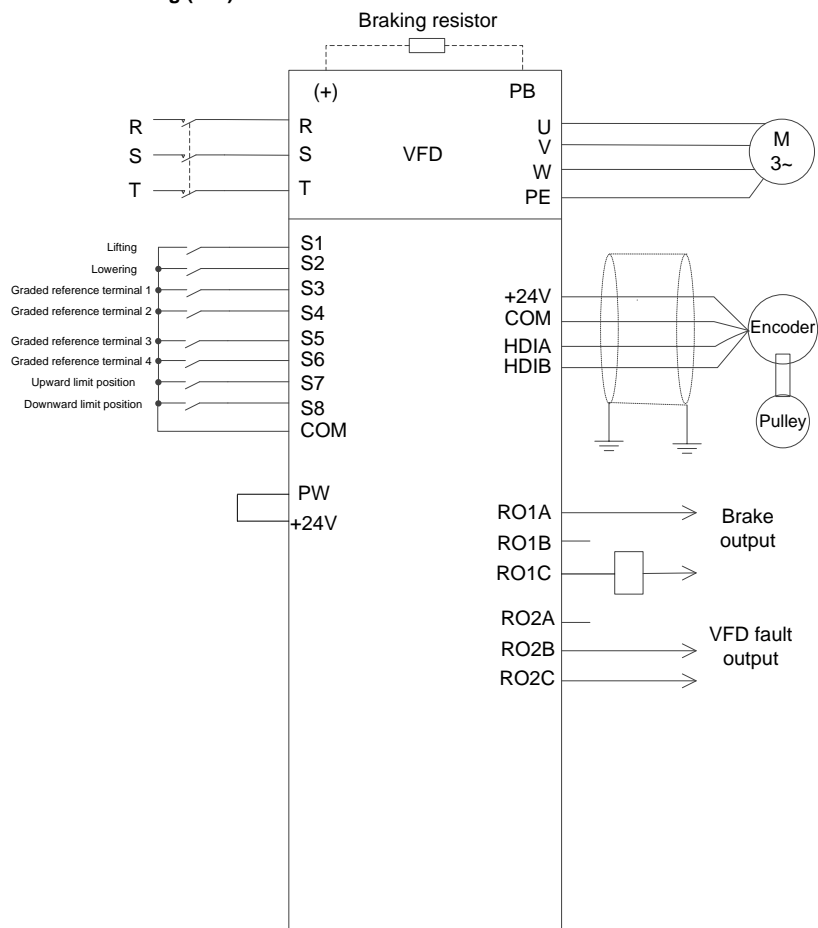 Braking resistor
(+) PB
R R U
S S VFD V
T T W
PE
M
3~
Lifting S1
Lowering S2
Graded reference terminal 1 S3
Graded reference terminal 2 S4
Graded reference terminal 3 S5
Graded reference terminal 4 S6
Upward limit position S7
Downward limit position S8
COM
+24V
COM
HDIA
HDIB
Encoder
Pulley
PW
+24V
RO1A
RO1B
RO1C
Brake
output
RO2A
RO2B
RO2C
VFD fault
output